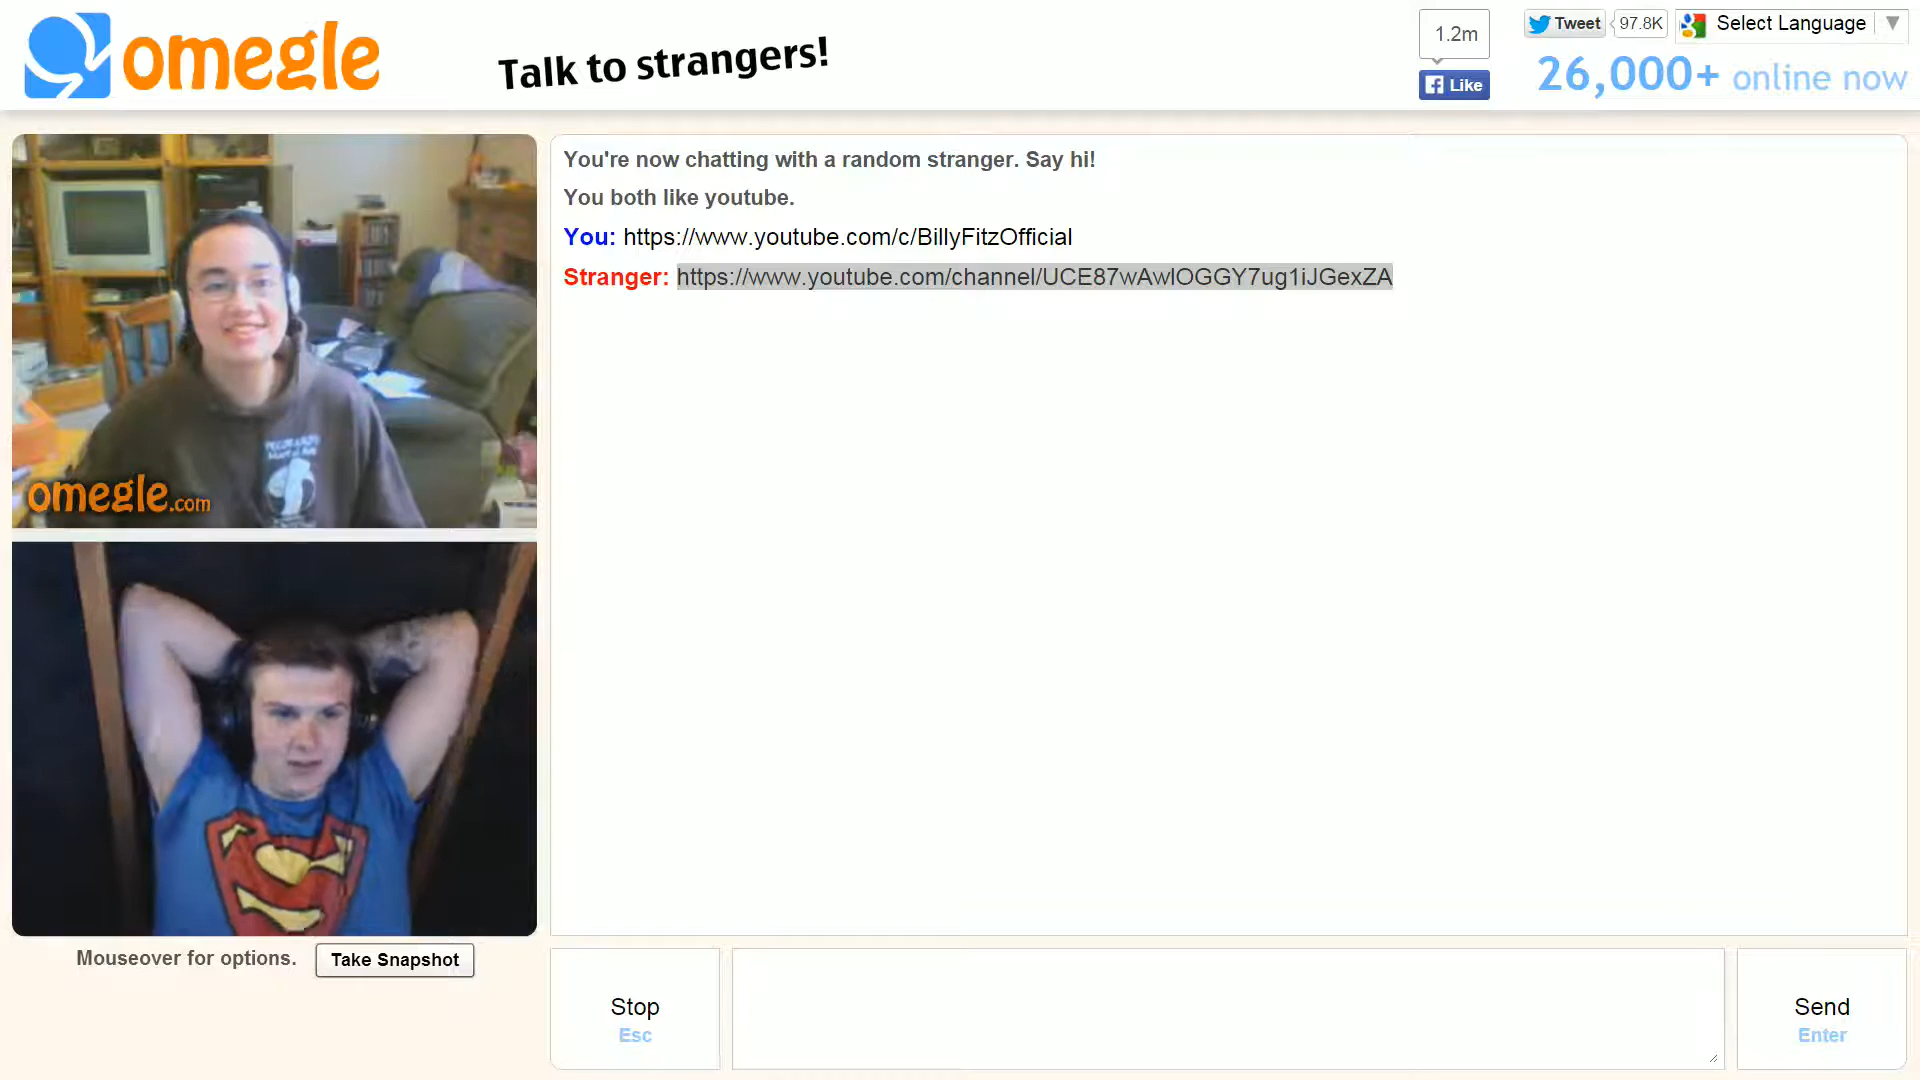 omegle
Talk to strangers!
1.2m
Like
Tweet
97.8K
Select Language
26,000+ online now
You're now chatting with a random stranger. Say hi!
You both like youtube.
You: https://www.youtube.com/c/BillyFitzOfficial
Stranger: https://www.youtube.com/channel/UCE87wAwlOGGY7ug1iJGexZA
omegle.com
Mouseover for options.
Take Snapshot
Stop
Esc
Send
Enter